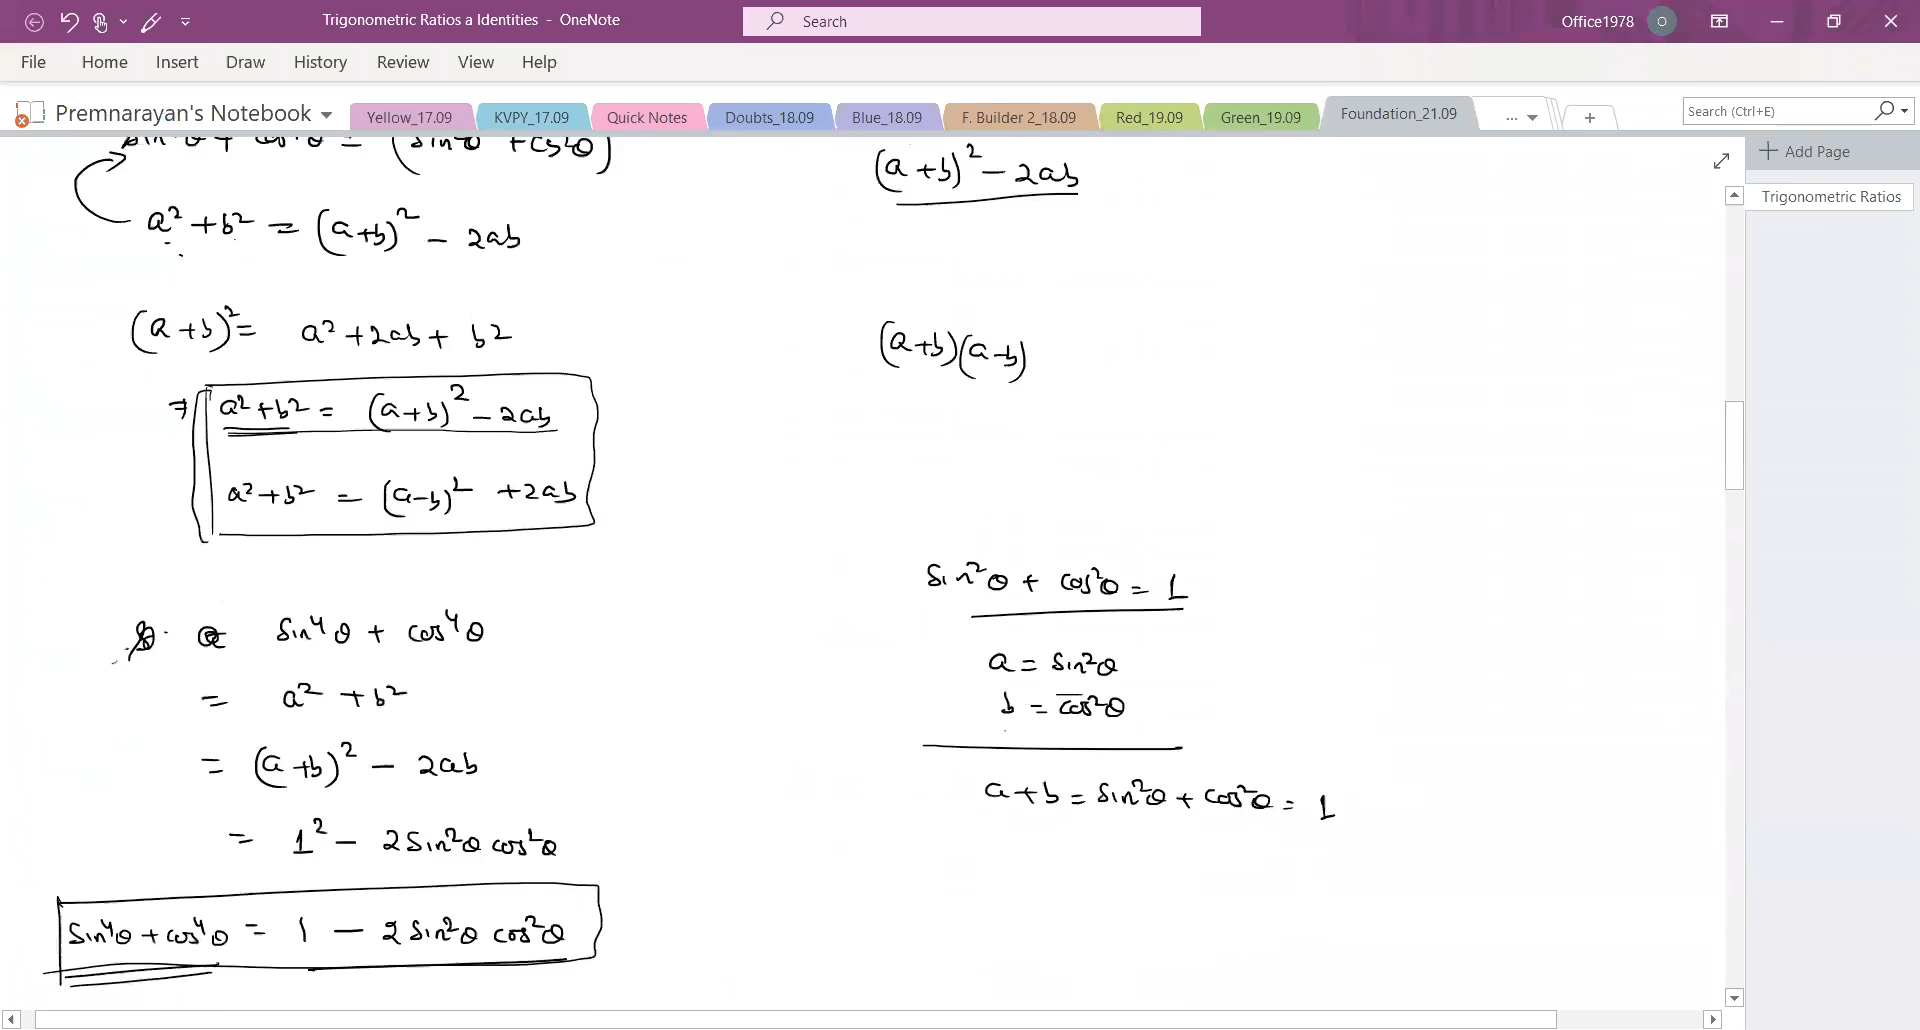 Trigonometric Ratios a Identities - OneNote
Search
Office1978
O
File Home Insert Draw History Review View Help
Premnarayan's Notebook
Yellow_17.09
KVPY_17.09
Quick Notes
Doubts_18.09
Blue_18.09
F. Builder 2_18.09
Red_19.09
Green_19.09
Foundation_21.09
...
+
Search (Ctrl+E)
+ Add Page
Trigonometric Ratios
a² + b² = (a+b)² - 2ab
(a+b)² = a² + 2ab + b²
⇒ a² + b² = (a+b)² - 2ab
a² + b² = (a-b)² + 2ab
sin⁴θ + cos⁴θ
= a² + b²
= (a+b)² - 2ab
= 1² - 2 sin²θ cos²θ
sin⁴θ + cos⁴θ = 1 - 2 sin²θ cos²θ
(a+b)² - 2ab
(a+b)(a-b)
sin²θ + cos²θ = 1
a = sin²θ
b = cos²θ
a+b = sin²θ + cos²θ = 1